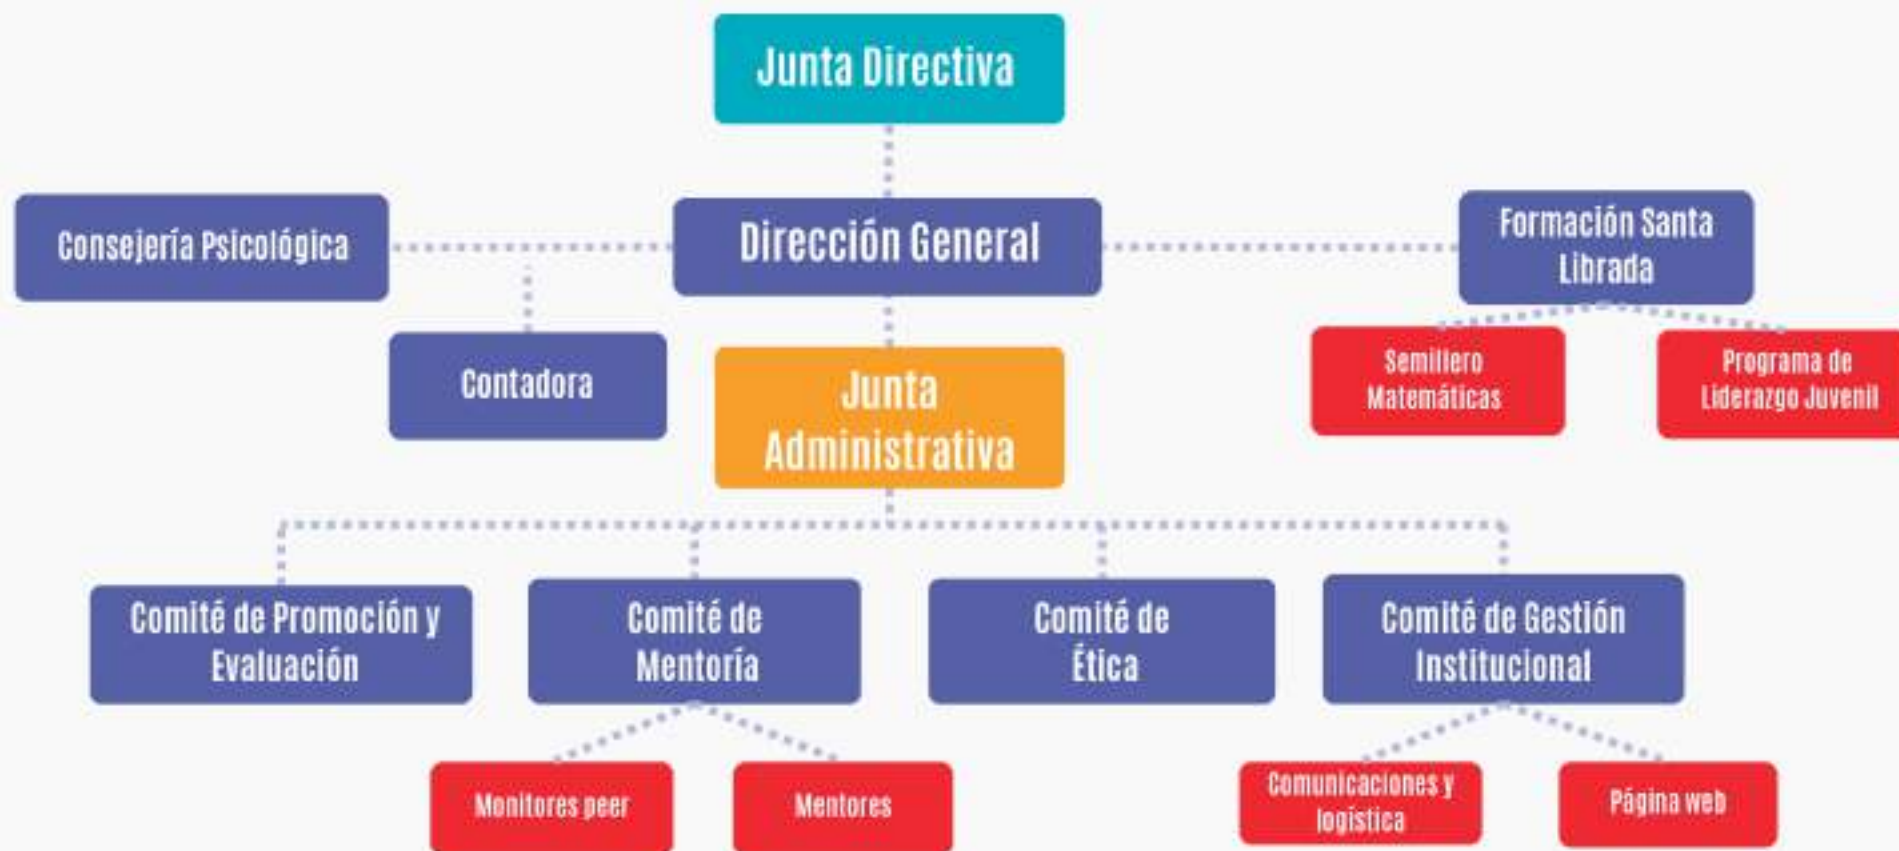 Junta Directiva
Consejería Psicológica
Dirección General
Formación Santa
Librada
Contadora
Junta
Administrativa
Semillero
Matemáticas
Programa de
Liderazgo Juvenil
Comité de Promoción y
Evaluación
Comité de
Mentoría
Comité de
Ética
Comité de Gestión
Institucional
Monitores peer
Mentores
Comunicaciones y
logística
Página web